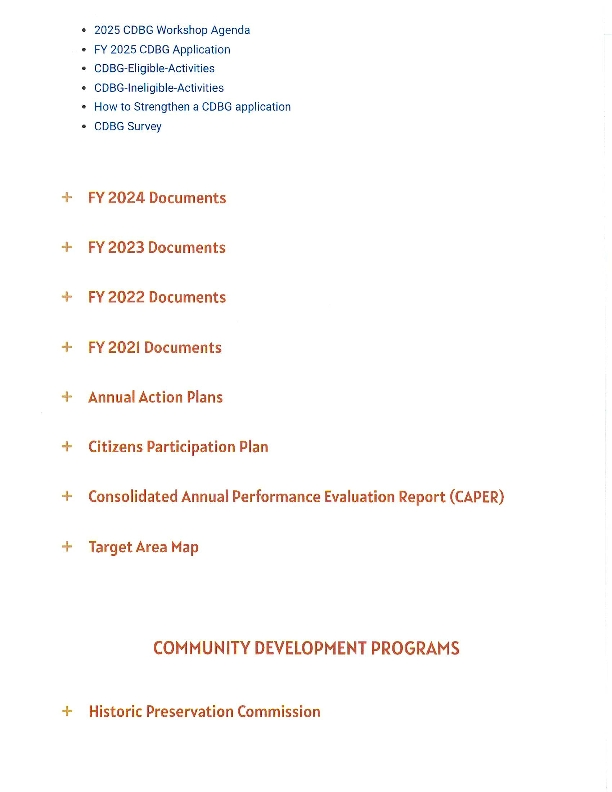 • 2025 CDBG Workshop Agenda
• FY 2025 CDBG Application
• CDBG-Eligible-Activities
• CDBG-Ineligible-Activities
• How to Strengthen a CDBG application
• CDBG Survey
+ FY 2024 Documents
+ FY 2023 Documents
+ FY 2022 Documents
+ FY 2021 Documents
+ Annual Action Plans
+ Citizens Participation Plan
+ Consolidated Annual Performance Evaluation Report (CAPER)
+ Target Area Map
COMMUNITY DEVELOPMENT PROGRAMS
+ Historic Preservation Commission